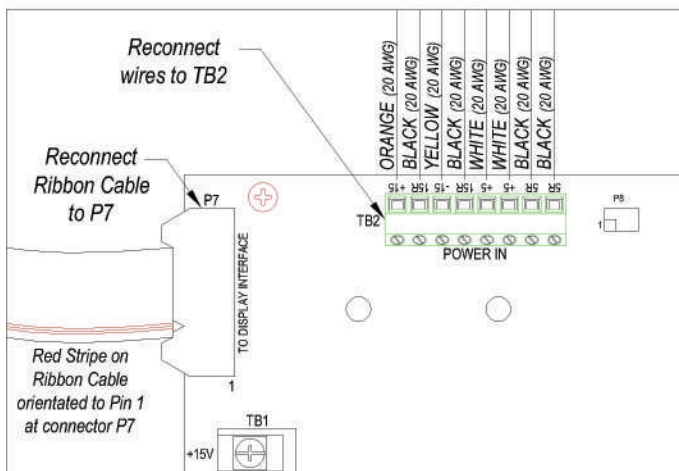 Reconnect
wires to TB2
ORANGE (20 AWG)
BLACK (20 AWG)
YELLOW (20 AWG)
BLACK (20 AWG)
WHITE (20 AWG)
WHITE (20 AWG)
BLACK (20 AWG)
BLACK (20 AWG)
Reconnect
Ribbon Cable
to P7
P7
+15
15R
-15
15R
+5
+5
5R
5R
TB2
POWER IN
P8
1
TO DISPLAY INTERFACE
1
Red Stripe on
Ribbon Cable
orientated to Pin 1
at connector P7
TB1
+15V